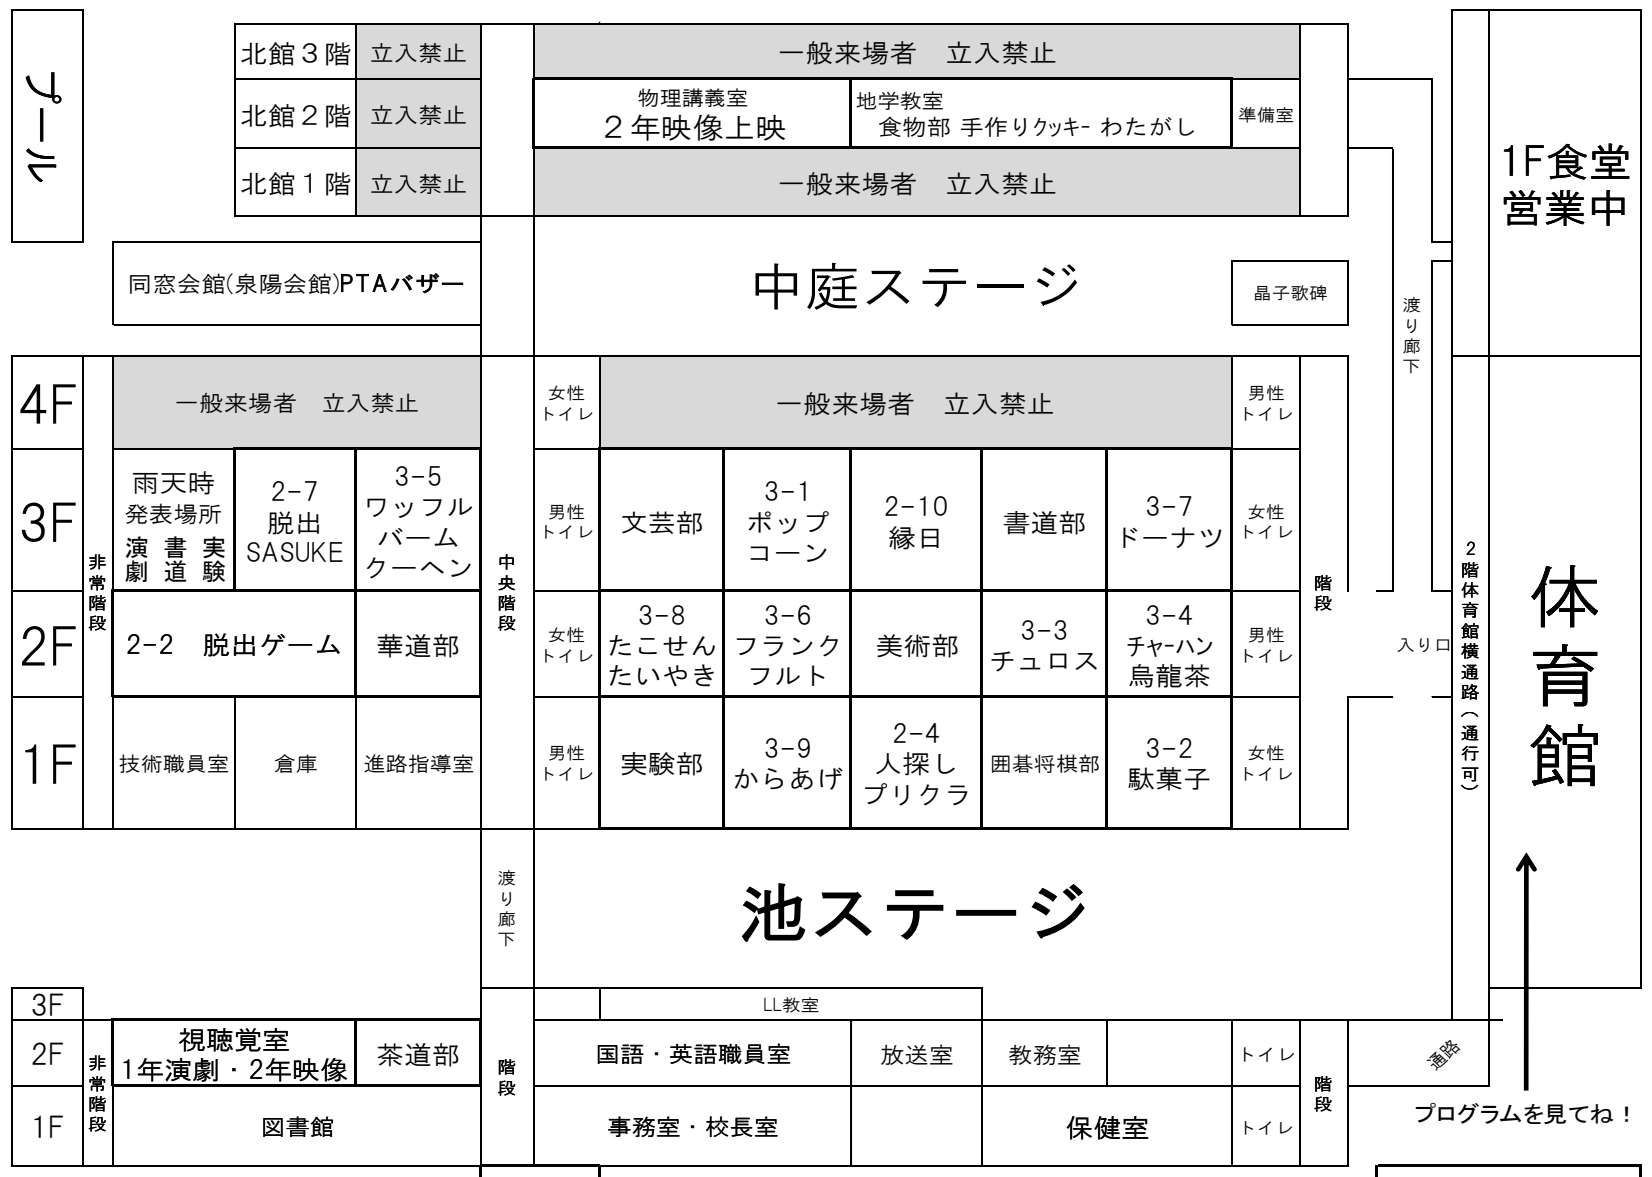 プール
北館３階 立入禁止 一般来場者　立入禁止
北館２階 立入禁止
物理講義室
２年映像上映
地学教室
食物部 手作りｸｯｷｰ わたがし
準備室
北館１階 立入禁止 一般来場者　立入禁止
1F食堂
営業中
同窓会館(泉陽会館)PTAバザー
中庭ステージ
晶子歌碑
渡り廊下
4F
一般来場者　立入禁止
女性
トイレ
一般来場者　立入禁止
男性
トイレ
3F
雨天時
発表場所
演劇 書道 実験
2-7
脱出
SASUKE
3-5
ワッフル
バーム
クーヘン
男性
トイレ
文芸部
3-1
ポップ
コーン
2-10
縁日
書道部
3-7
ドーナツ
女性
トイレ
非常階段
中央階段
階段
2F
2-2　脱出ゲーム
華道部
女性
トイレ
3-8
たこせん
たいやき
3-6
フランク
フルト
美術部
3-3
チュロス
3-4
ﾁｬｰﾊﾝ
烏龍茶
男性
トイレ
入り口
2階体育館横通路(通行可)
体育館
1F
技術職員室
倉庫
進路指導室
男性
トイレ
実験部
3-9
からあげ
2-4
人探し
プリクラ
囲碁将棋部
3-2
駄菓子
女性
トイレ
渡り廊下
池ステージ
3F
LL教室
2F
非常階段
視聴覚室
1年演劇・2年映像
茶道部
階段
国語・英語職員室
放送室
教務室
トイレ
階段
通路
1F
図書館
事務室・校長室
保健室
トイレ
プログラムを見てね！